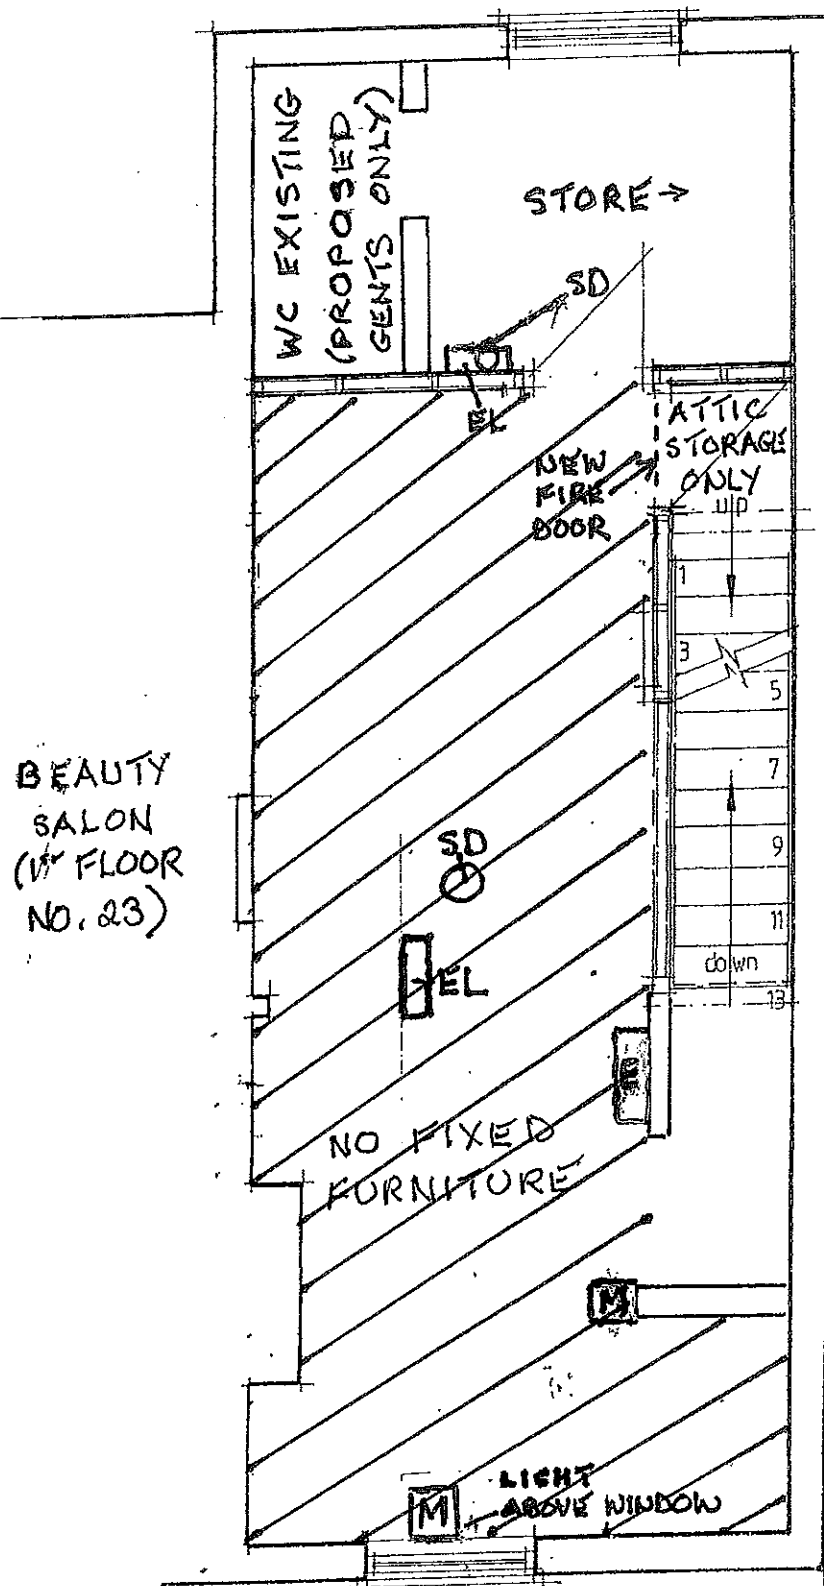 WC EXISTING
(PROPOSED
GENTS ONLY)
STORE→
SD
EL
ATTIC
STORAGE
ONLY
up
NEW
FIRE
DOOR
1
3
5
7
9
11
down
13
BEAUTY
SALON
(1ST FLOOR
NO. 23)
SD
EL
E
NO FIXED
FURNITURE
M
M
LIGHT
ABOVE WINDOW